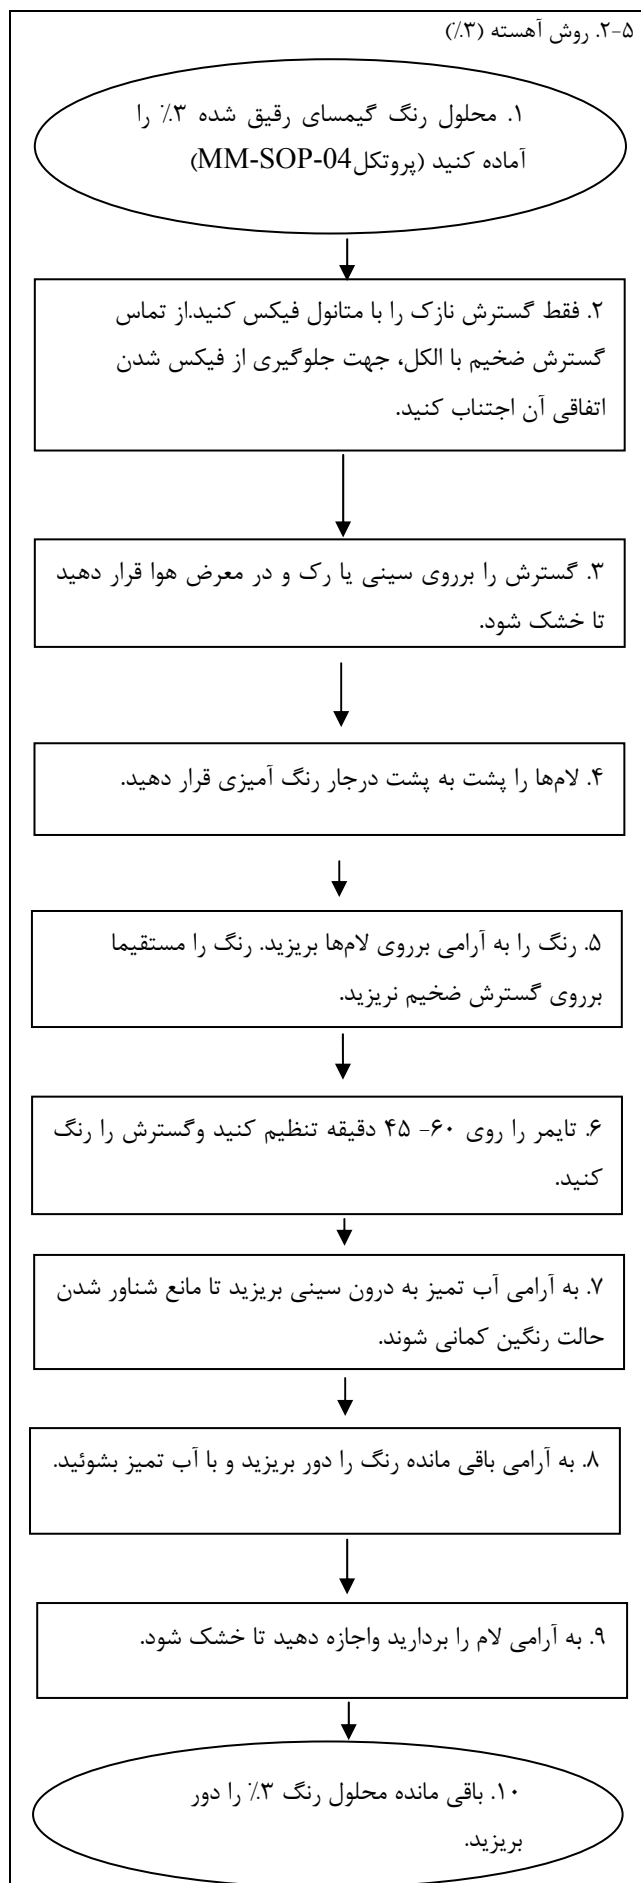 ۵-۲. روش آهسته (۳٪)
۱. محلول رنگ گیمسای رقیق شده ۳٪ را
آماده کنید (پروتکل MM-SOP-04)
۲. فقط گسترش نازک را با متانول فیکس کنید.از تماس
گسترش ضخیم با الکل، جهت جلوگیری از فیکس شدن
اتفاقی آن اجتناب کنید.
۳. گسترش را برروی سینی یا رک و در معرض هوا قرار دهید
تا خشک شود.
۴. لام‌ها را پشت به پشت درجار رنگ آمیزی قرار دهید.
۵. رنگ را به آرامی برروی لام‌ها بریزید. رنگ را مستقیما
برروی گسترش ضخیم نریزید.
۶. تایمر را روی ۶۰- ۴۵ دقیقه تنظیم کنید وگسترش را رنگ
کنید.
۷. به آرامی آب تمیز به درون سینی بریزید تا مانع شناور شدن
حالت رنگین کمانی شوند.
۸. به آرامی باقی مانده رنگ را دور بریزید و با آب تمیز بشوئید.
۹. به آرامی لام را بردارید واجازه دهید تا خشک شود.
۱۰. باقی مانده محلول رنگ ۳٪ را دور
بریزید.